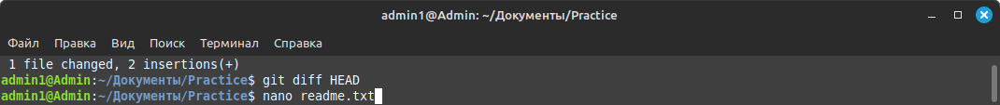 admin1@Admin: ~/Документы/Practice
Файл Правка Вид Поиск Терминал Справка
1 file changed, 2 insertions(+)
admin1@Admin:~/Документы/Practice$ git diff HEAD
admin1@Admin:~/Документы/Practice$ nano readme.txt